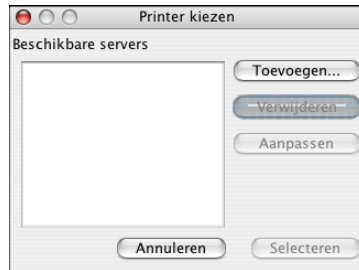 Printer kiezen
Beschikbare servers
Toevoegen...
Verwijderen
Aanpassen
Annuleren
Selecteren